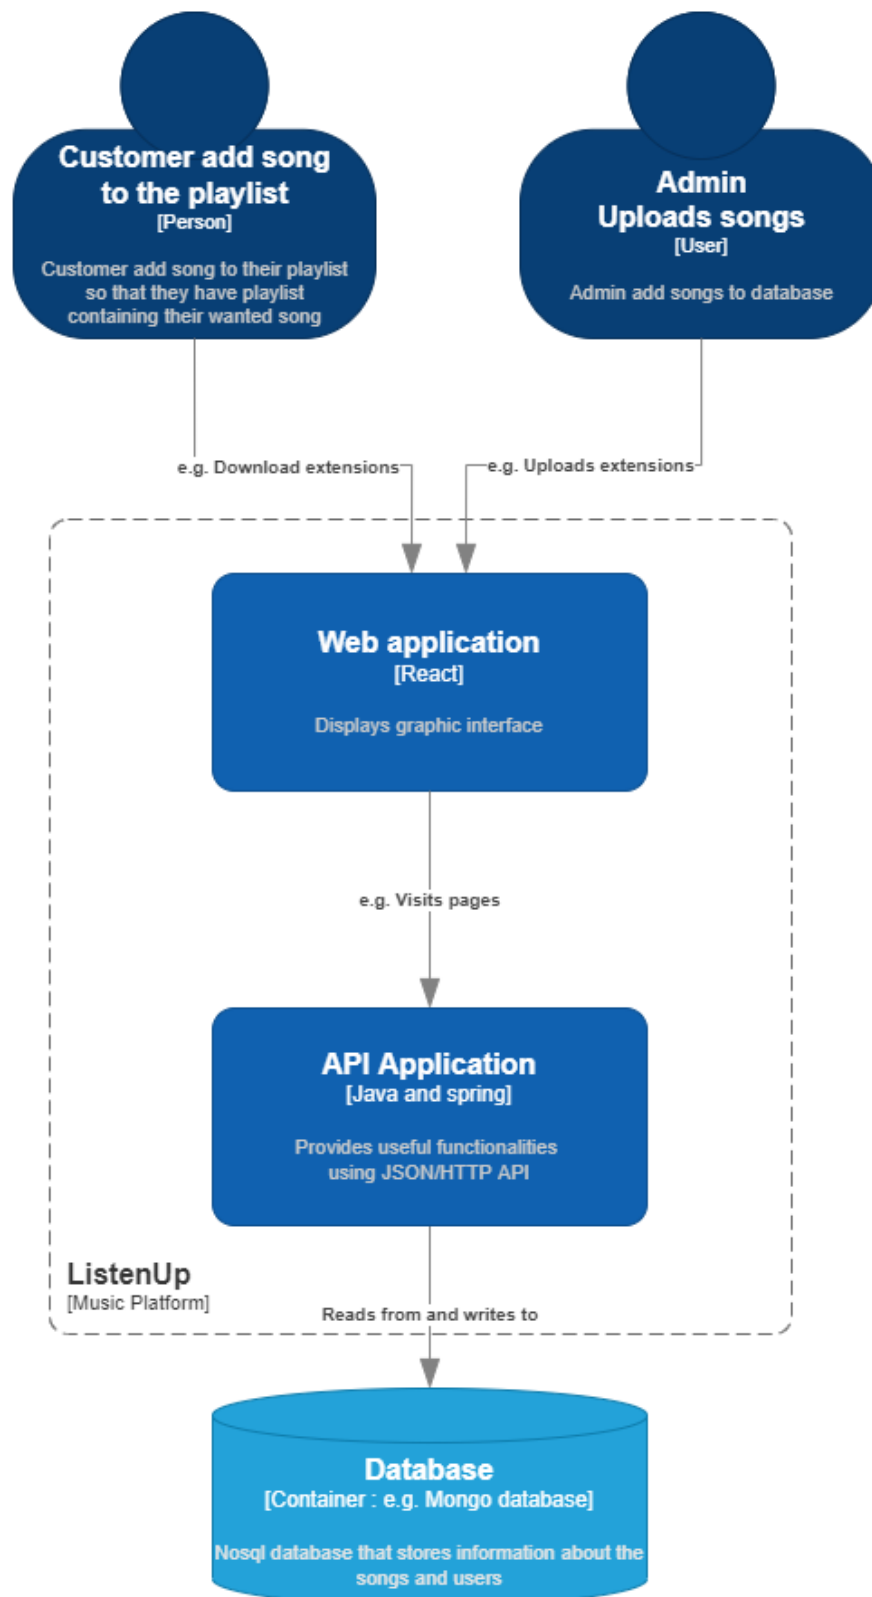 Customer add song
to the playlist
[Person]
Customer add song to their playlist
so that they have playlist
containing their wanted song
Admin
Uploads songs
[User]
Admin add songs to database
e.g. Download extensions
e.g. Uploads extensions
Web application
[React]
Displays graphic interface
e.g. Visits pages
API Application
[Java and spring]
Provides useful functionalities
using JSON/HTTP API
ListenUp
[Music Platform]
Reads from and writes to
Database
[Container : e.g. Mongo database]
Nosql database that stores information about the
songs and users